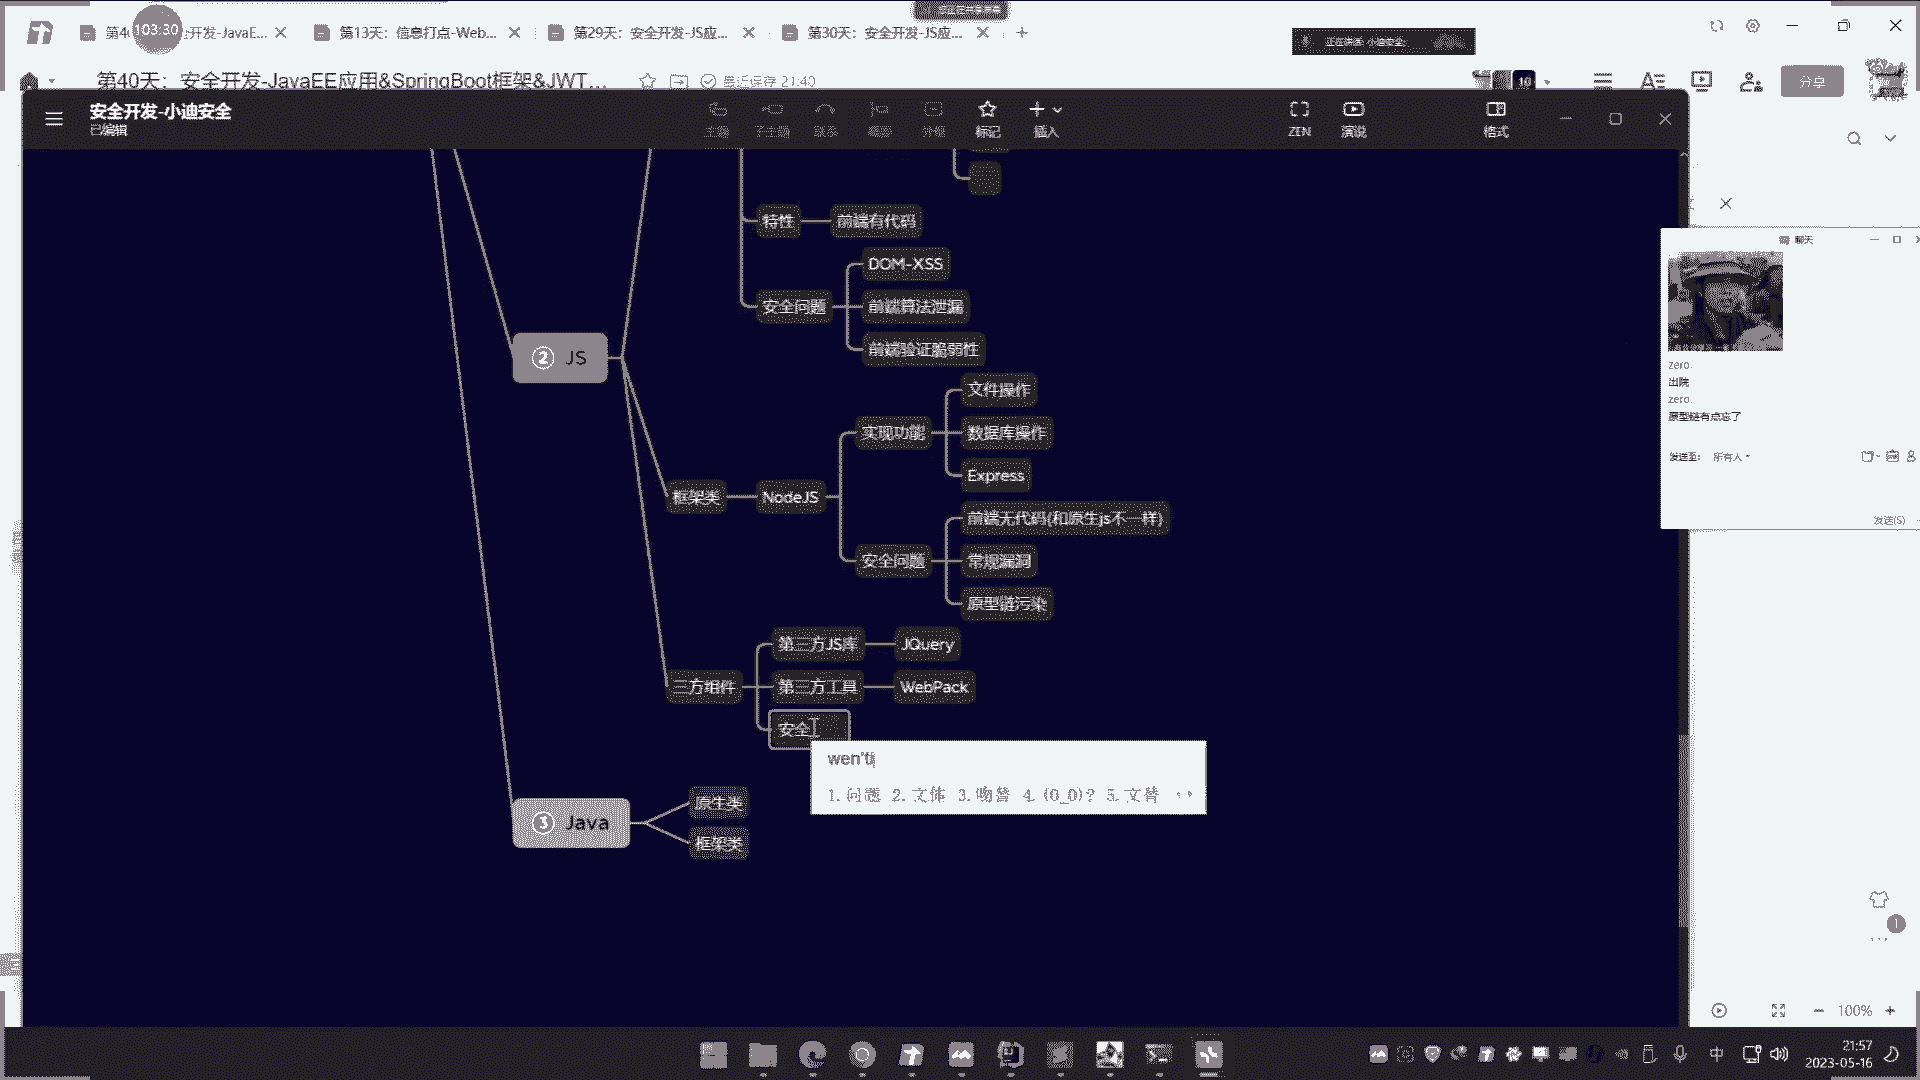 103:30
第13天：信息打点-Web...
第29天：安全开发-JS应...
第30天：安全开发-JS应...
正在讲话: 小迪安全;
第40天：安全开发-JavaEE应用&SpringBoot框架&JWT...
最近保存 21:40
分享
安全开发-小迪安全
已编辑
主题
子主题
联系
概要
外框
标记
插入
ZEN
演说
格式
特性
前端有代码
DOM-XSS
安全问题
前端算法泄漏
前端验证脆弱性
2 JS
文件操作
实现功能
数据库操作
Express
框架类
NodeJS
前端无代码(和原生js不一样)
安全问题
常规漏洞
原型链污染
第三方JS库
JQuery
三方组件
第三方工具
WebPack
安全
wen'ti
1.问题 2.文体 3.吻替 4.(0_0)? 5.文替
3 Java
原生类
框架类
聊天
zero.
出院
zero.
原型链有点忘了
发送至: 所有人
发送(S)
1
100%
中
21:57
2023-05-16